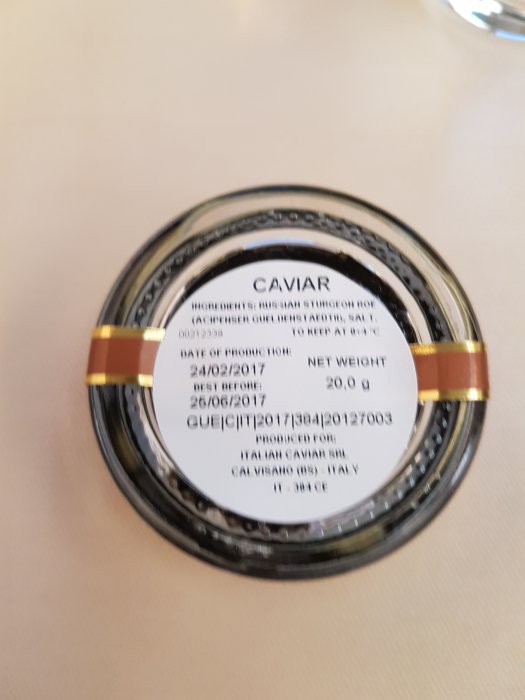 CAVIAR
INGREDIENTS: RUSSIAN STURGEON ROE
(ACIPENSER GUELDENSTAEDTII), SALT.
00212339 TO KEEP AT 0÷4 °C
DATE OF PRODUCTION:
24/02/2017
NET WEIGHT
BEST BEFORE:
20,0 g
25/06/2017
GUE|C|IT|2017|384|20127003
PRODUCED FOR:
ITALIAN CAVIAR SRL
CALVISANO (BS) - ITALY
IT - 384 CE